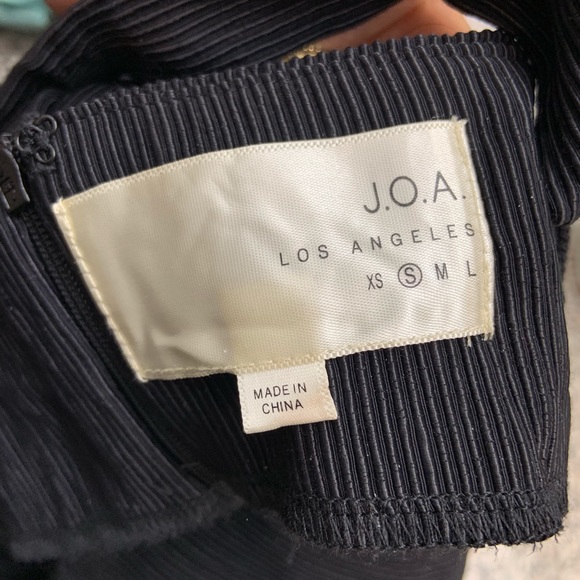 J.O.A.
LOS ANGELES
XS Ⓢ M L
MADE IN
CHINA